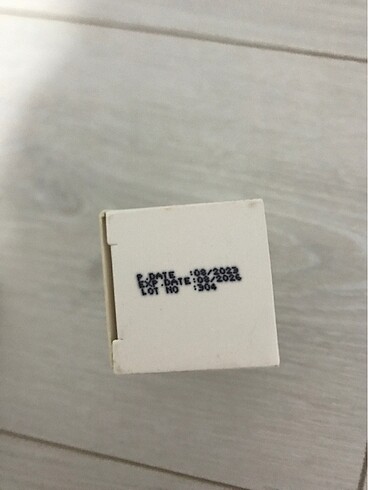 P.DATE :08/2023
EXP.DATE:08/2026
LOT NO :304